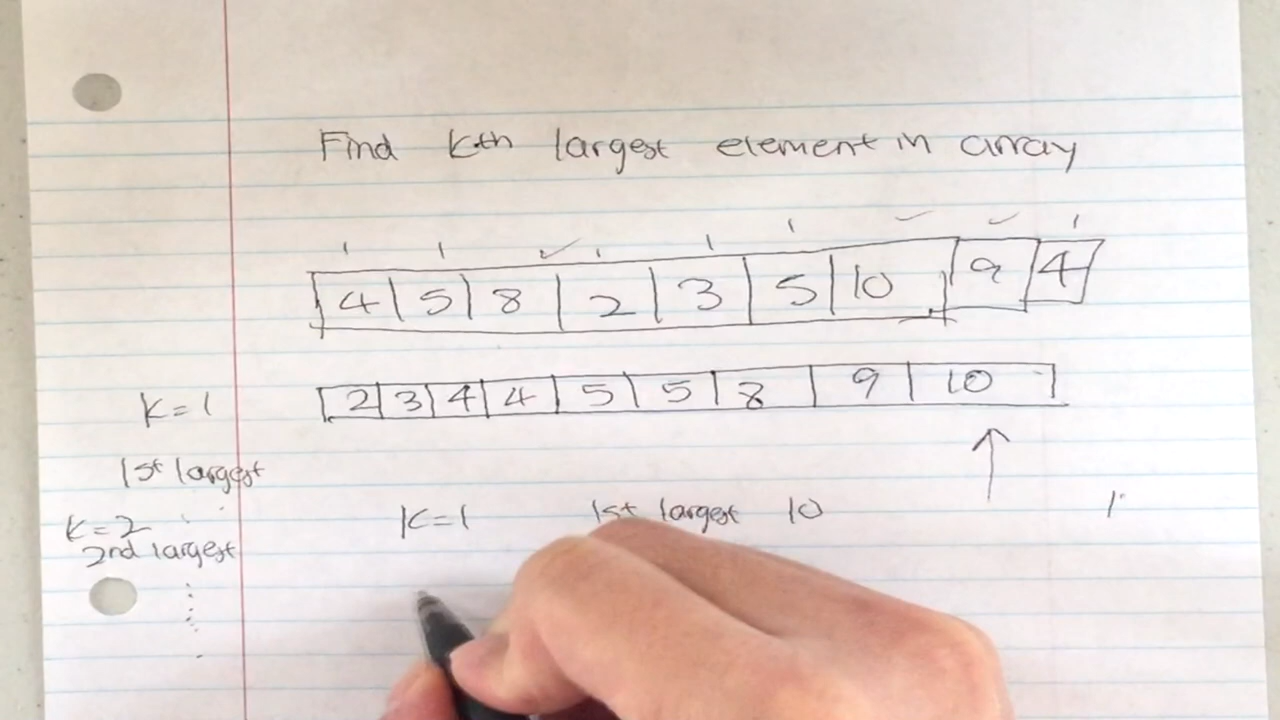 Find kth largest element in array
4 5 8 2 3 5 10 9 4
2 3 4 4 5 5 8 9 10
K=1
1st largest
K=2
2nd largest
K=1 1st largest 10